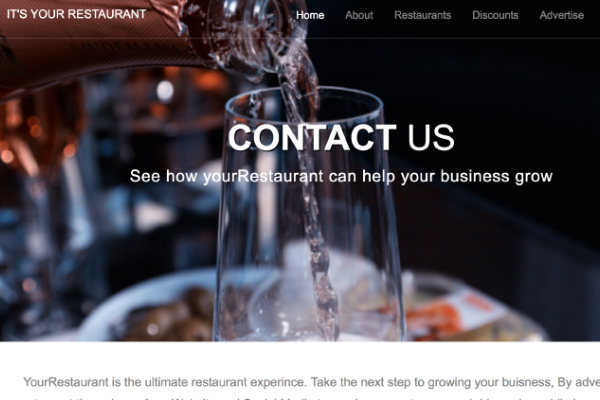 IT'S YOUR RESTAURANT Home About Restaurants Discounts Advertise
CONTACT US
See how yourRestaurant can help your business grow
YourRestaurant is the ultimate restaurant experince. Take the next step to growing your buisness, By adve